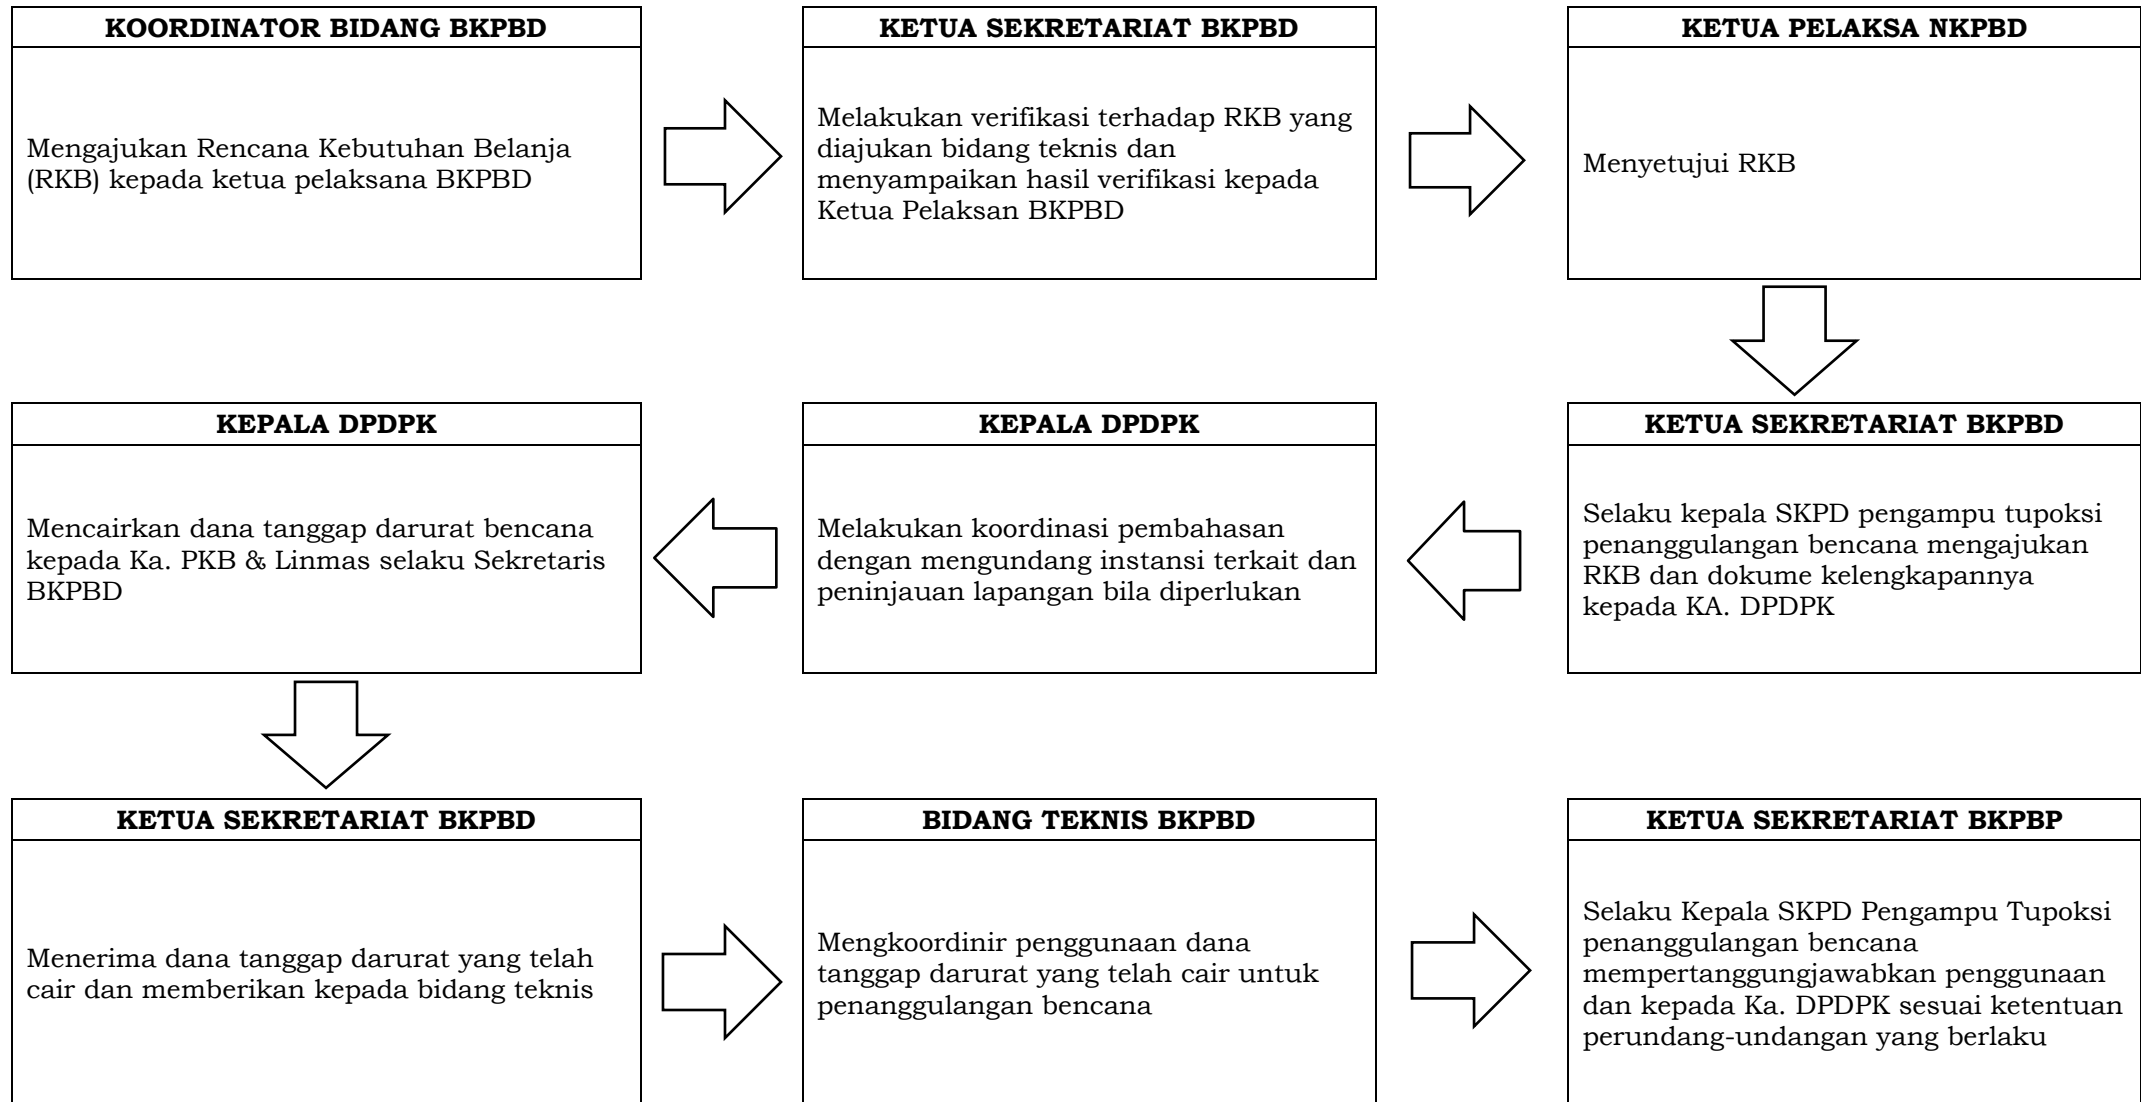 KOORDINATOR BIDANG BKPBD
Mengajukan Rencana Kebutuhan Belanja
(RKB) kepada ketua pelaksana BKPBD
KETUA SEKRETARIAT BKPBD
Melakukan verifikasi terhadap RKB yang
diajukan bidang teknis dan
menyampaikan hasil verifikasi kepada
Ketua Pelaksan BKPBD
KETUA PELAKSA NKPBD
Menyetujui RKB
KETUA SEKRETARIAT BKPBD
Selaku kepala SKPD pengampu tupoksi
penanggulangan bencana mengajukan
RKB dan dokume kelengkapannya
kepada KA. DPDPK
KEPALA DPDPK
Melakukan koordinasi pembahasan
dengan mengundang instansi terkait dan
peninjauan lapangan bila diperlukan
KEPALA DPDPK
Mencairkan dana tanggap darurat bencana
kepada Ka. PKB & Linmas selaku Sekretaris
BKPBD
KETUA SEKRETARIAT BKPBD
Menerima dana tanggap darurat yang telah
cair dan memberikan kepada bidang teknis
BIDANG TEKNIS BKPBD
Mengkoordinir penggunaan dana
tanggap darurat yang telah cair untuk
penanggulangan bencana
KETUA SEKRETARIAT BKPBP
Selaku Kepala SKPD Pengampu Tupoksi
penanggulangan bencana
mempertanggungjawabkan penggunaan
dan kepada Ka. DPDPK sesuai ketentuan
perundang-undangan yang berlaku